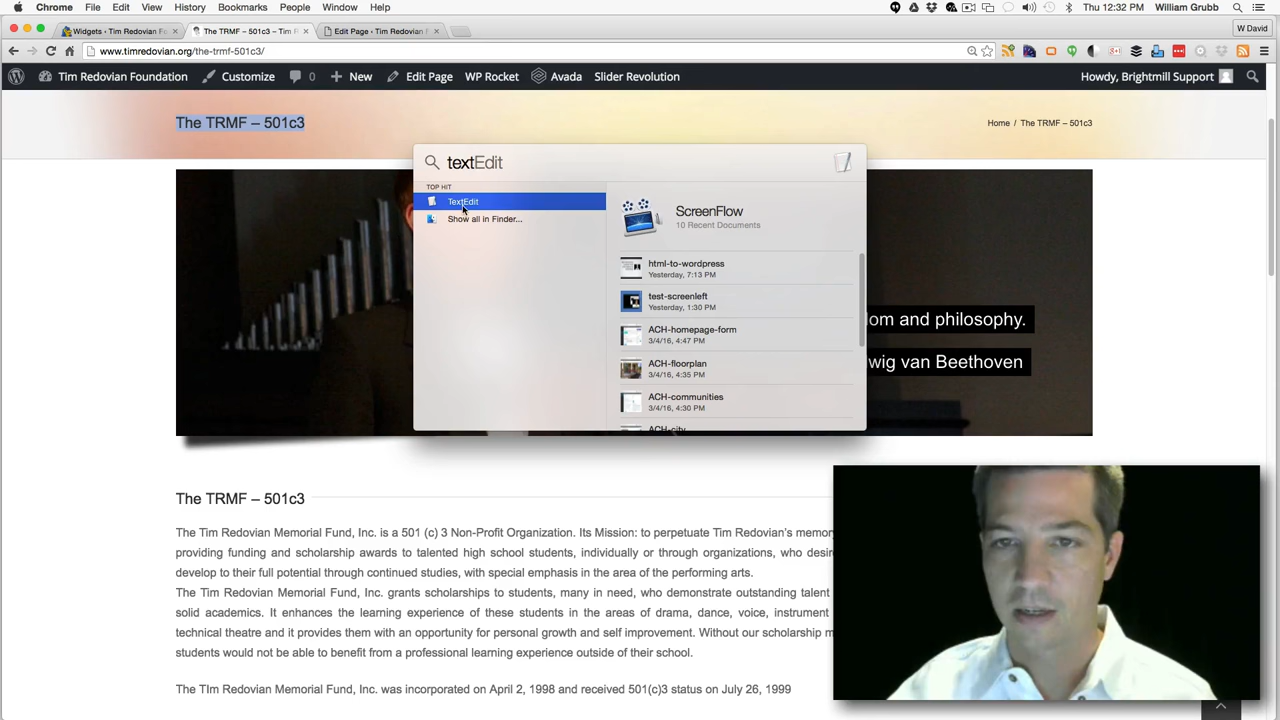 Chrome File Edit View History Bookmarks People Window Help Thu 12:32 PM William Grubb
Widgets ‹ Tim Redovian Fun × The TRMF – 501c3 – Tim F × Edit Page ‹ Tim Redovian F × W David
www.timredovian.org/the-trmf-501c3/
Tim Redovian Foundation Customize 0 New Edit Page WP Rocket Avada Slider Revolution Howdy, Brightmill Support
The TRMF – 501c3 Home / The TRMF – 501c3
textEdit
TOP HIT
TextEdit
Show all in Finder...
ScreenFlow
10 Recent Documents
html-to-wordpress
Yesterday, 7:13 PM
test-screenleft
Yesterday, 1:30 PM
ACH-homepage-form
3/4/16, 4:47 PM
ACH-floorplan
3/4/16, 4:35 PM
ACH-communities
3/4/16, 4:30 PM
ACH-city
om and philosophy.
wig van Beethoven
The TRMF – 501c3
The Tim Redovian Memorial Fund, Inc. is a 501 (c) 3 Non-Profit Organization. Its Mission: to perpetuate Tim Redovian's memory
providing funding and scholarship awards to talented high school students, individually or through organizations, who desire
develop to their full potential through continued studies, with special emphasis in the area of the performing arts.
The Tim Redovian Memorial Fund, Inc. grants scholarships to students, many in need, who demonstrate outstanding talent
solid academics. It enhances the learning experience of these students in the areas of drama, dance, voice, instrument
technical theatre and it provides them with an opportunity for personal growth and self improvement. Without our scholarship
students would not be able to benefit from a professional learning experience outside of their school.
The TIm Redovian Memorial Fund, Inc. was incorporated on April 2, 1998 and received 501(c)3 status on July 26, 1999